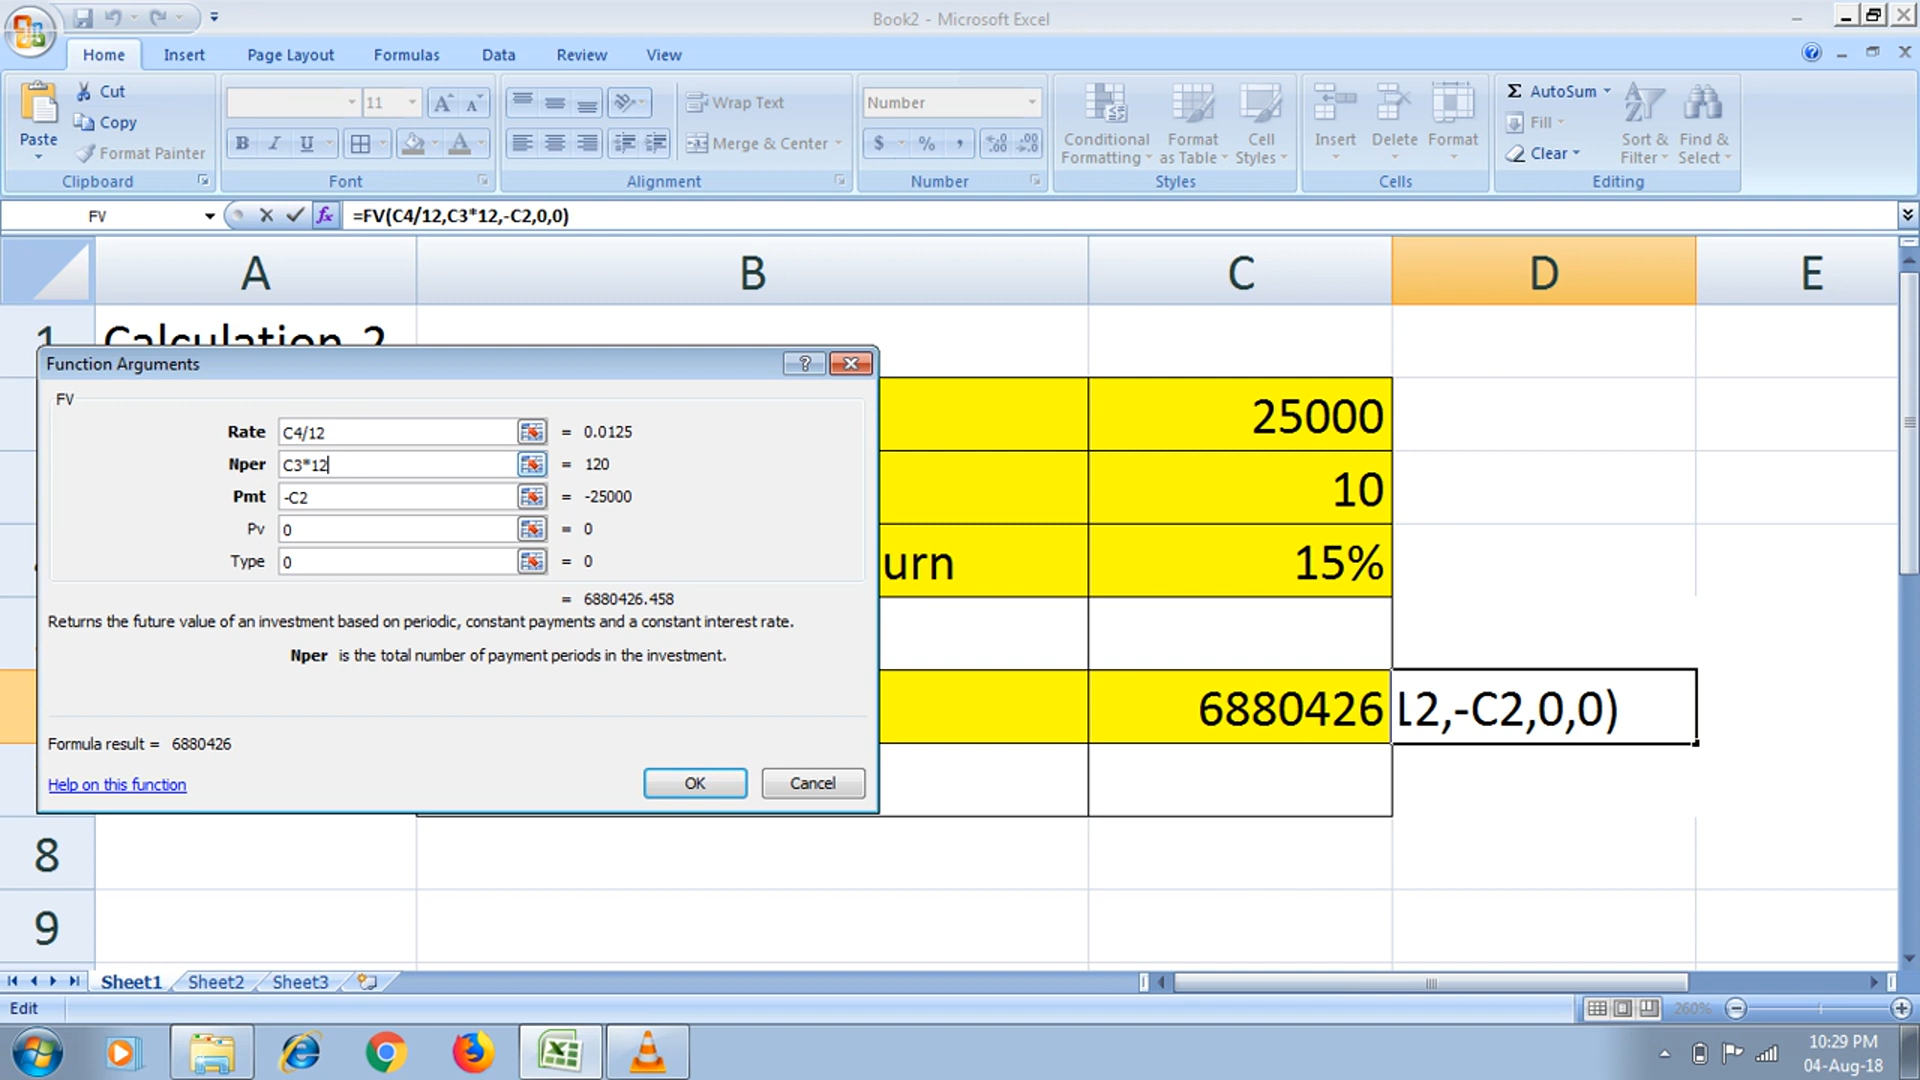 Book2 - Microsoft Excel
Home Insert Page Layout Formulas Data Review View
Paste
Cut
Copy
Format Painter
Clipboard
11
B I U
Font
Wrap Text
Merge & Center
Alignment
Number
$ % ,
Number
Conditional Formatting
Format as Table
Cell Styles
Styles
Insert
Delete
Format
Cells
AutoSum
Fill
Clear
Sort & Filter
Find & Select
Editing
FV
fx =FV(C4/12,C3*12,-C2,0,0)
A B C D E
1 Calculation 2
25000
10
urn 15%
6880426 12,-C2,0,0)
8
9
Function Arguments
FV
Rate C4/12 = 0.0125
Nper C3*12 = 120
Pmt -C2 = -25000
Pv 0 = 0
Type 0 = 0
= 6880426.458
Returns the future value of an investment based on periodic, constant payments and a constant interest rate.
Nper is the total number of payment periods in the investment.
Formula result = 6880426
Help on this function
OK Cancel
Sheet1 Sheet2 Sheet3
Edit
260%
10:29 PM
04-Aug-18